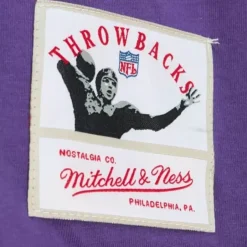 THROWBACKS
NFL
NOSTALGIA CO.
Mitchell & Ness
PHILADELPHIA, PA.